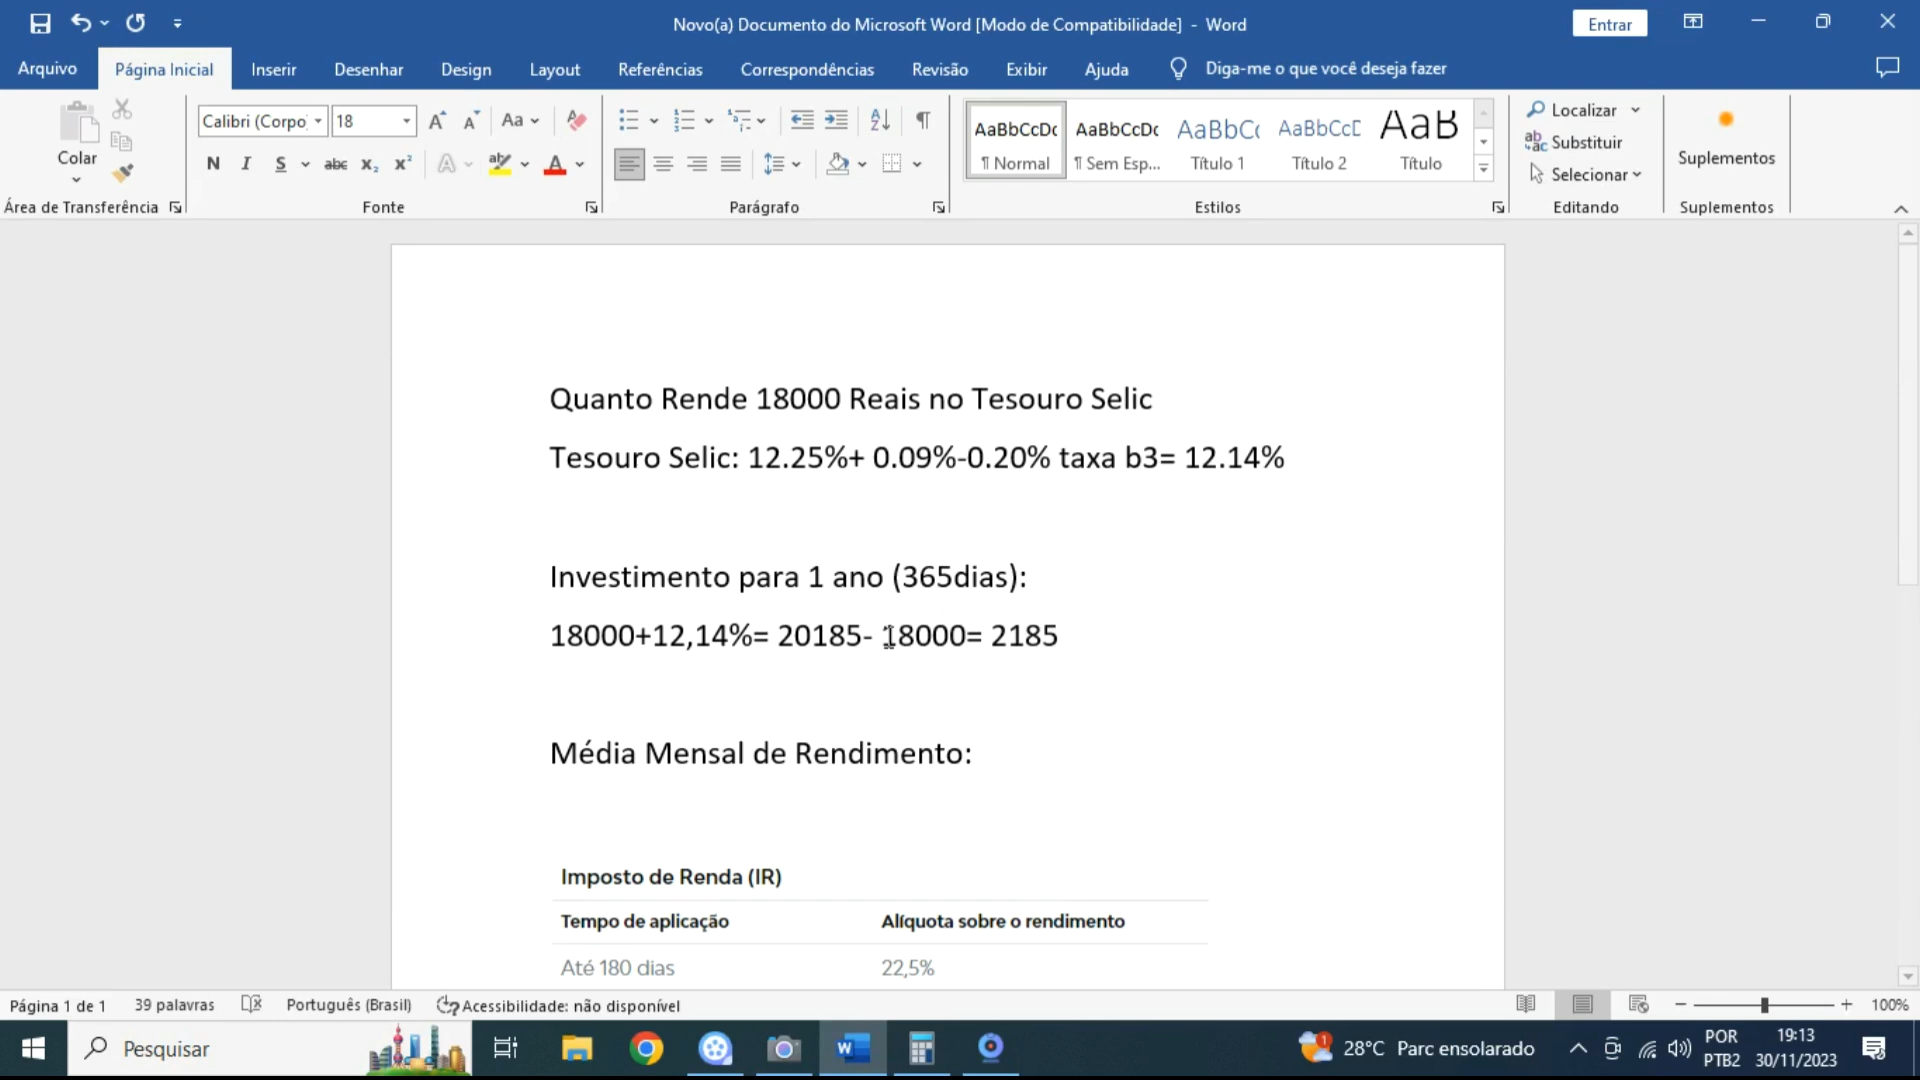 Novo(a) Documento do Microsoft Word [Modo de Compatibilidade] - Word
Entrar
Arquivo Página Inicial Inserir Desenhar Design Layout Referências Correspondências Revisão Exibir Ajuda Diga-me o que você deseja fazer
Colar
Área de Transferência
Calibri (Corpo 18
Aa
N I S abc x₂ x² A ab A
Fonte
Parágrafo
AaBbCcDc AaBbCcDc AaBbCc AaBbCcD AaB
¶ Normal ¶ Sem Esp... Título 1 Título 2 Título
Estilos
Localizar
Substituir
Selecionar
Editando
Suplementos
Suplementos
Quanto Rende 18000 Reais no Tesouro Selic
Tesouro Selic: 12.25%+ 0.09%-0.20% taxa b3= 12.14%
Investimento para 1 ano (365dias):
18000+12,14%= 20185- 18000= 2185
Média Mensal de Rendimento:
Imposto de Renda (IR)
Tempo de aplicação Alíquota sobre o rendimento
Até 180 dias 22,5%
Página 1 de 1 39 palavras Português (Brasil) Acessibilidade: não disponível 100%
Pesquisar
28°C Parc ensolarado
POR
PTB2
19:13
30/11/2023